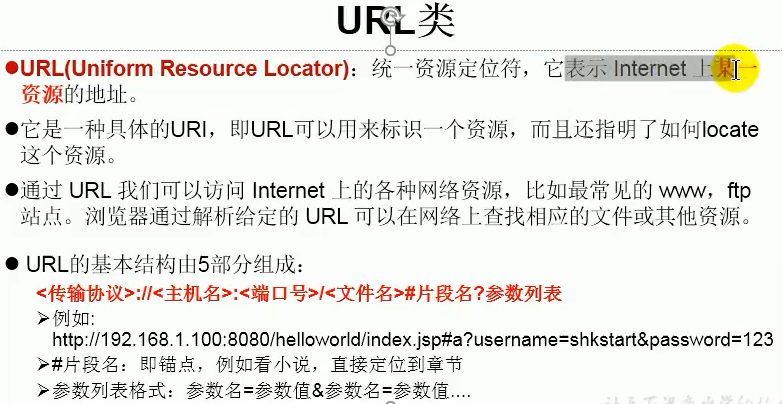 URL类
●URL(Uniform Resource Locator)：统一资源定位符，它表示 Internet 上某一
资源的地址。
●它是一种具体的URI，即URL可以用来标识一个资源，而且还指明了如何locate
这个资源。
●通过 URL 我们可以访问 Internet 上的各种网络资源，比如最常见的 www，ftp
站点。浏览器通过解析给定的 URL 可以在网络上查找相应的文件或其他资源。
● URL的基本结构由5部分组成：
<传输协议>://<主机名>:<端口号>/<文件名>#片段名?参数列表
➢例如:
http://192.168.1.100:8080/helloworld/index.jsp#a?username=shkstart&password=123
➢#片段名：即锚点，例如看小说，直接定位到章节
➢参数列表格式：参数名=参数值&参数名=参数值....